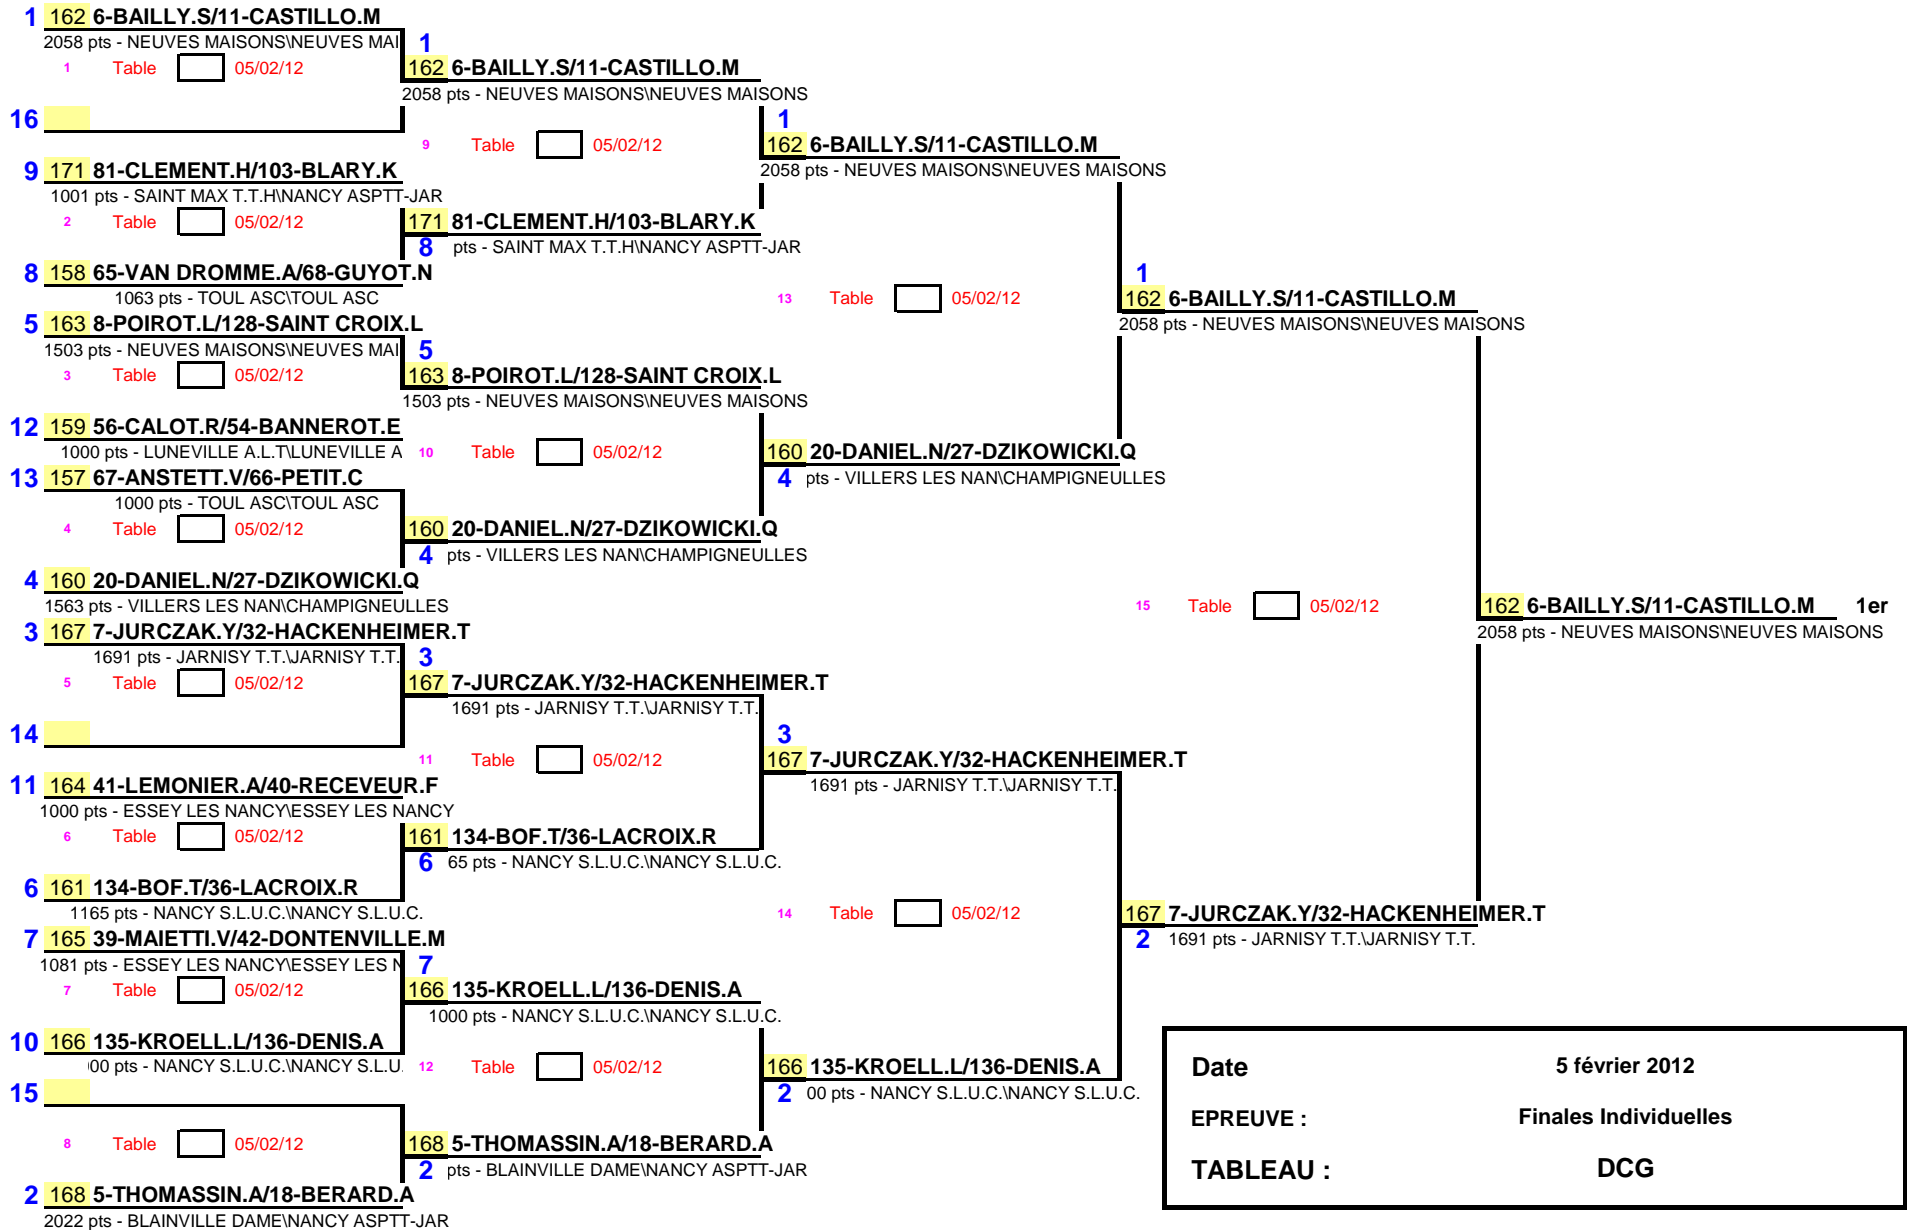 1 162 6-BAILLY.S/11-CASTILLO.M
2058 pts - NEUVES MAISONS\NEUVES MAI
1 Table 05/02/12
16
9 171 81-CLEMENT.H/103-BLARY.K
1001 pts - SAINT MAX T.T.H\NANCY ASPTT-JAR
2 Table 05/02/12
8 158 65-VAN DROMME.A/68-GUYOT.N
1063 pts - TOUL ASC\TOUL ASC
5 163 8-POIROT.L/128-SAINT CROIX.L
1503 pts - NEUVES MAISONS\NEUVES MAI
3 Table 05/02/12
12 159 56-CALOT.R/54-BANNEROT.E
1000 pts - LUNEVILLE A.L.T\LUNEVILLE A
13 157 67-ANSTETT.V/66-PETIT.C
1000 pts - TOUL ASC\TOUL ASC
4 Table 05/02/12
4 160 20-DANIEL.N/27-DZIKOWICKI.Q
1563 pts - VILLERS LES NAN\CHAMPIGNEULLES
3 167 7-JURCZAK.Y/32-HACKENHEIMER.T
1691 pts - JARNISY T.T.\JARNISY T.T.
5 Table 05/02/12
14
11 164 41-LEMONIER.A/40-RECEVEUR.F
1000 pts - ESSEY LES NANCY\ESSEY LES NANCY
6 Table 05/02/12
6 161 134-BOF.T/36-LACROIX.R
1165 pts - NANCY S.L.U.C.\NANCY S.L.U.C.
7 165 39-MAIETTI.V/42-DONTENVILLE.M
1081 pts - ESSEY LES NANCY\ESSEY LES N
7 Table 05/02/12
10 166 135-KROELL.L/136-DENIS.A
00 pts - NANCY S.L.U.C.\NANCY S.L.U.
15
8 Table 05/02/12
2 168 5-THOMASSIN.A/18-BERARD.A
2022 pts - BLAINVILLE DAME\NANCY ASPTT-JAR
1
162 6-BAILLY.S/11-CASTILLO.M
2058 pts - NEUVES MAISONS\NEUVES MAISONS
9 Table 05/02/12
171 81-CLEMENT.H/103-BLARY.K
8 pts - SAINT MAX T.T.H\NANCY ASPTT-JAR
5
163 8-POIROT.L/128-SAINT CROIX.L
1503 pts - NEUVES MAISONS\NEUVES MAISONS
10 Table 05/02/12
160 20-DANIEL.N/27-DZIKOWICKI.Q
4 pts - VILLERS LES NAN\CHAMPIGNEULLES
3
167 7-JURCZAK.Y/32-HACKENHEIMER.T
1691 pts - JARNISY T.T.\JARNISY T.T.
11 Table 05/02/12
161 134-BOF.T/36-LACROIX.R
6 65 pts - NANCY S.L.U.C.\NANCY S.L.U.C.
7
166 135-KROELL.L/136-DENIS.A
1000 pts - NANCY S.L.U.C.\NANCY S.L.U.C.
12 Table 05/02/12
168 5-THOMASSIN.A/18-BERARD.A
2 pts - BLAINVILLE DAME\NANCY ASPTT-JAR
1
162 6-BAILLY.S/11-CASTILLO.M
2058 pts - NEUVES MAISONS\NEUVES MAISONS
13 Table 05/02/12
160 20-DANIEL.N/27-DZIKOWICKI.Q
4 pts - VILLERS LES NAN\CHAMPIGNEULLES
3
167 7-JURCZAK.Y/32-HACKENHEIMER.T
1691 pts - JARNISY T.T.\JARNISY T.T.
14 Table 05/02/12
166 135-KROELL.L/136-DENIS.A
2 00 pts - NANCY S.L.U.C.\NANCY S.L.U.C.
1
162 6-BAILLY.S/11-CASTILLO.M
2058 pts - NEUVES MAISONS\NEUVES MAISONS
15 Table 05/02/12
167 7-JURCZAK.Y/32-HACKENHEIMER.T
2 1691 pts - JARNISY T.T.\JARNISY T.T.
162 6-BAILLY.S/11-CASTILLO.M 1er
2058 pts - NEUVES MAISONS\NEUVES MAISONS
Date 5 février 2012
EPREUVE : Finales Individuelles
TABLEAU : DCG